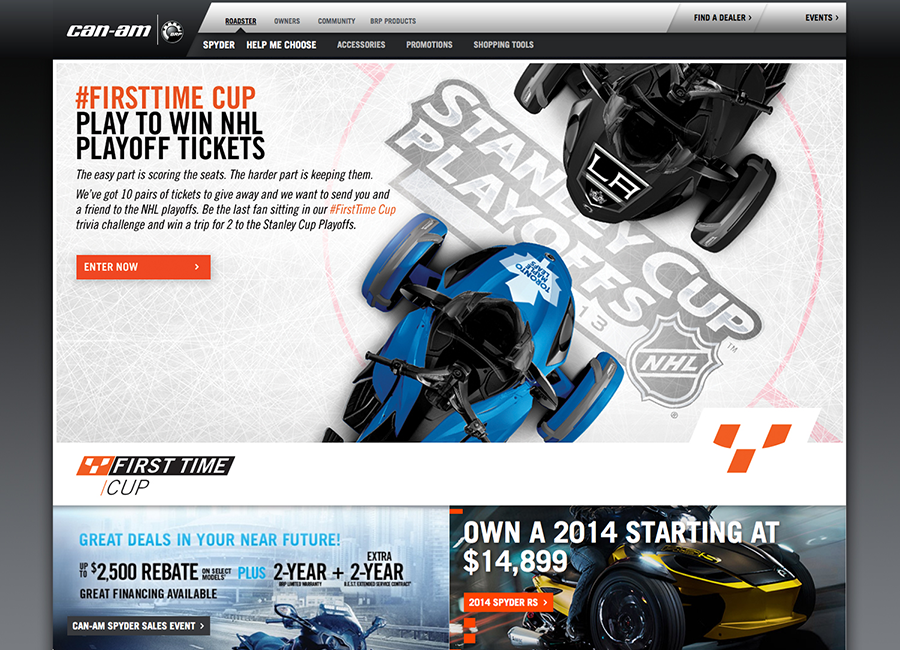 can-am
BRP
ROADSTER
OWNERS
COMMUNITY
BRP PRODUCTS
FIND A DEALER ›
EVENTS ›
SPYDER
HELP ME CHOOSE
ACCESSORIES
PROMOTIONS
SHOPPING TOOLS
#FIRSTTIME CUP
PLAY TO WIN NHL
PLAYOFF TICKETS
The easy part is scoring the seats. The harder part is keeping them.
We've got 10 pairs of tickets to give away and we want to send you and
a friend to the NHL playoffs. Be the last fan sitting in our #FirstTime Cup
trivia challenge and win a trip for 2 to the Stanley Cup Playoffs.
ENTER NOW ›
STANLEY CUP
PLAYOFFS
13
NHL
TM
®
LA
TORONTO
MAPLE
LEAFS
FIRST TIME
/CUP
GREAT DEALS IN YOUR NEAR FUTURE!
UP TO $2,500 REBATE ON SELECT MODELS* PLUS 2-YEAR BRP LIMITED WARRANTY + EXTRA 2-YEAR B.E.S.T. EXTENDED SERVICE CONTRACT*
GREAT FINANCING AVAILABLE
CAN-AM SPYDER SALES EVENT ›
OWN A 2014 STARTING AT
$14,899
2014 SPYDER RS ›